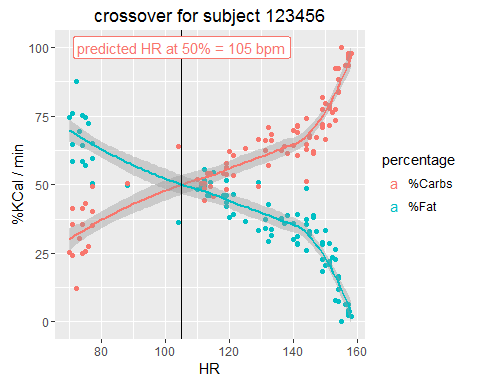 crossover for subject 123456
predicted HR at 50% = 105 bpm
100
75
50
25
0
%KCal / min
80
100
120
140
160
HR
percentage
a %Carbs
a %Fat